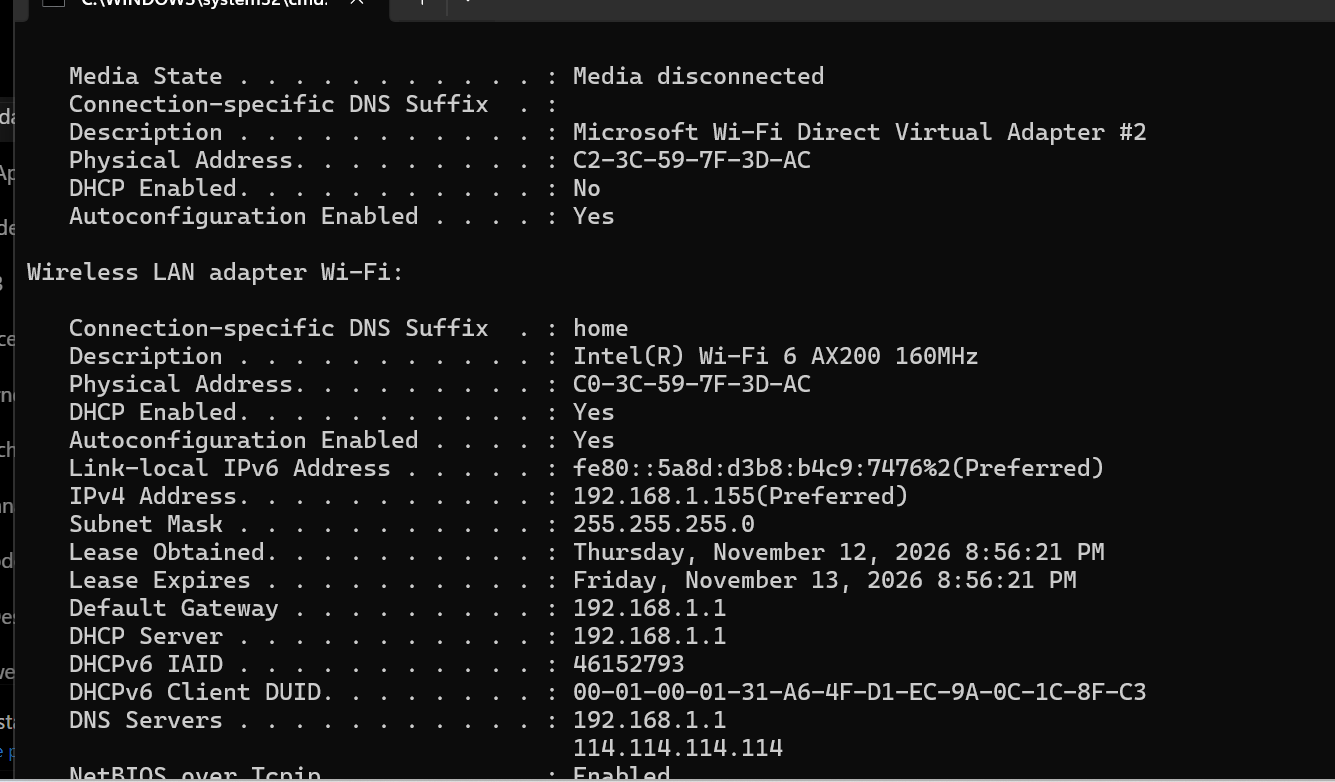 C:\WINDOWS\system32\cmd.
Media State . . . . . . . . . . . : Media disconnected
Connection-specific DNS Suffix  . :
Description . . . . . . . . . . . : Microsoft Wi-Fi Direct Virtual Adapter #2
Physical Address. . . . . . . . . : C2-3C-59-7F-3D-AC
DHCP Enabled. . . . . . . . . . . : No
Autoconfiguration Enabled . . . . : Yes
Wireless LAN adapter Wi-Fi:
Connection-specific DNS Suffix  . : home
Description . . . . . . . . . . . : Intel(R) Wi-Fi 6 AX200 160MHz
Physical Address. . . . . . . . . : C0-3C-59-7F-3D-AC
DHCP Enabled. . . . . . . . . . . : Yes
Autoconfiguration Enabled . . . . : Yes
Link-local IPv6 Address . . . . . : fe80::5a8d:d3b8:b4c9:7476%2(Preferred)
IPv4 Address. . . . . . . . . . . : 192.168.1.155(Preferred)
Subnet Mask . . . . . . . . . . . : 255.255.255.0
Lease Obtained. . . . . . . . . . : Thursday, November 12, 2026 8:56:21 PM
Lease Expires . . . . . . . . . . : Friday, November 13, 2026 8:56:21 PM
Default Gateway . . . . . . . . . : 192.168.1.1
DHCP Server . . . . . . . . . . . : 192.168.1.1
DHCPv6 IAID . . . . . . . . . . . : 46152793
DHCPv6 Client DUID. . . . . . . . : 00-01-00-01-31-A6-4F-D1-EC-9A-0C-1C-8F-C3
DNS Servers . . . . . . . . . . . : 192.168.1.1
114.114.114.114
NetBIOS over Tcpip. . . . . . . . : Enabled